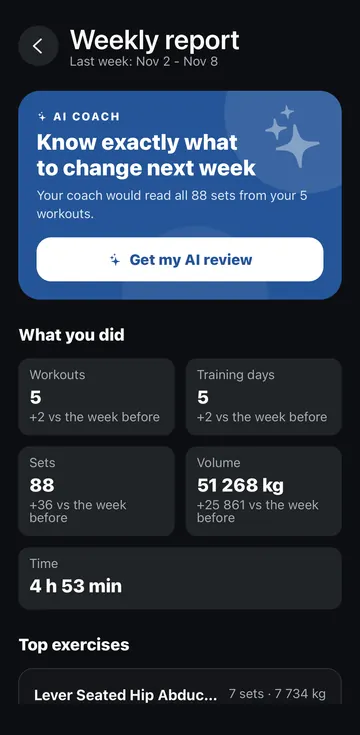 Weekly report
Last week: Nov 2 - Nov 8
AI COACH
Know exactly what
to change next week
Your coach would read all 88 sets from your 5
workouts.
Get my AI review
What you did
Workouts
5
+2 vs the week before
Training days
5
+2 vs the week before
Sets
88
+36 vs the week
before
Volume
51 268 kg
+25 861 vs the week
before
Time
4 h 53 min
Top exercises
Lever Seated Hip Abduc... 7 sets · 7 734 kg